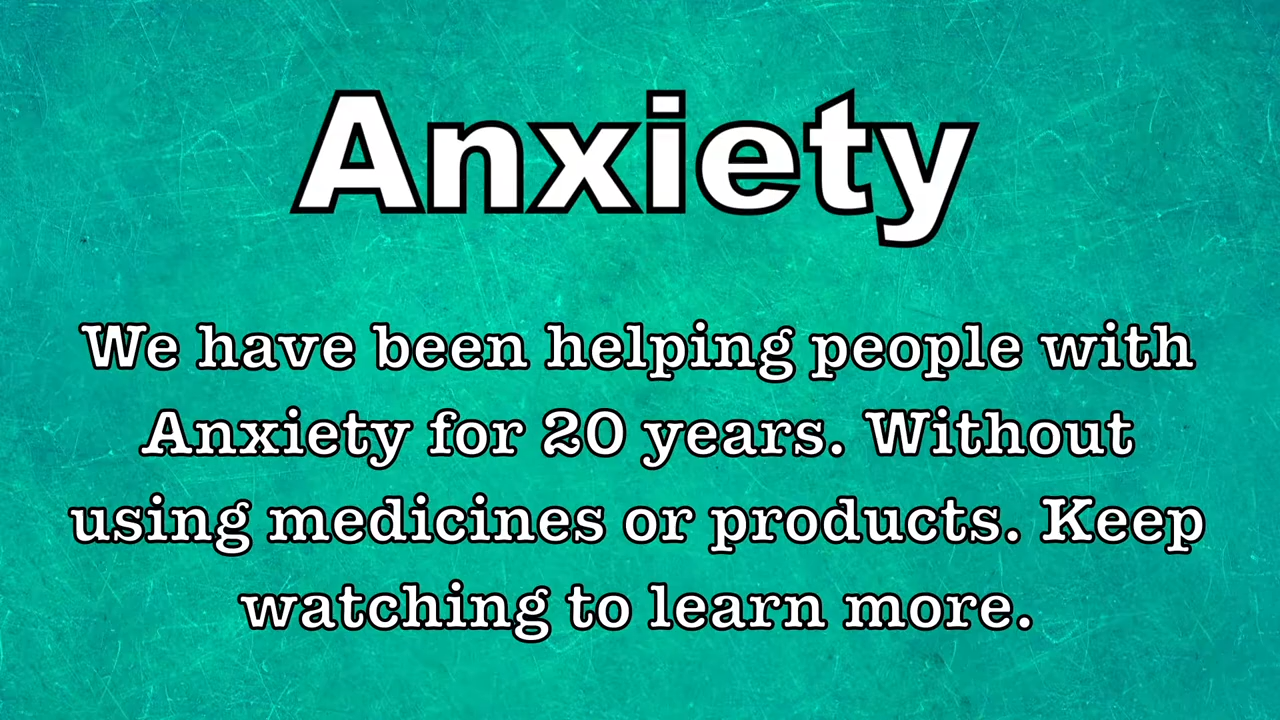 Anxiety
We have been helping people with
Anxiety for 20 years. Without
using medicines or products. Keep
watching to learn more.